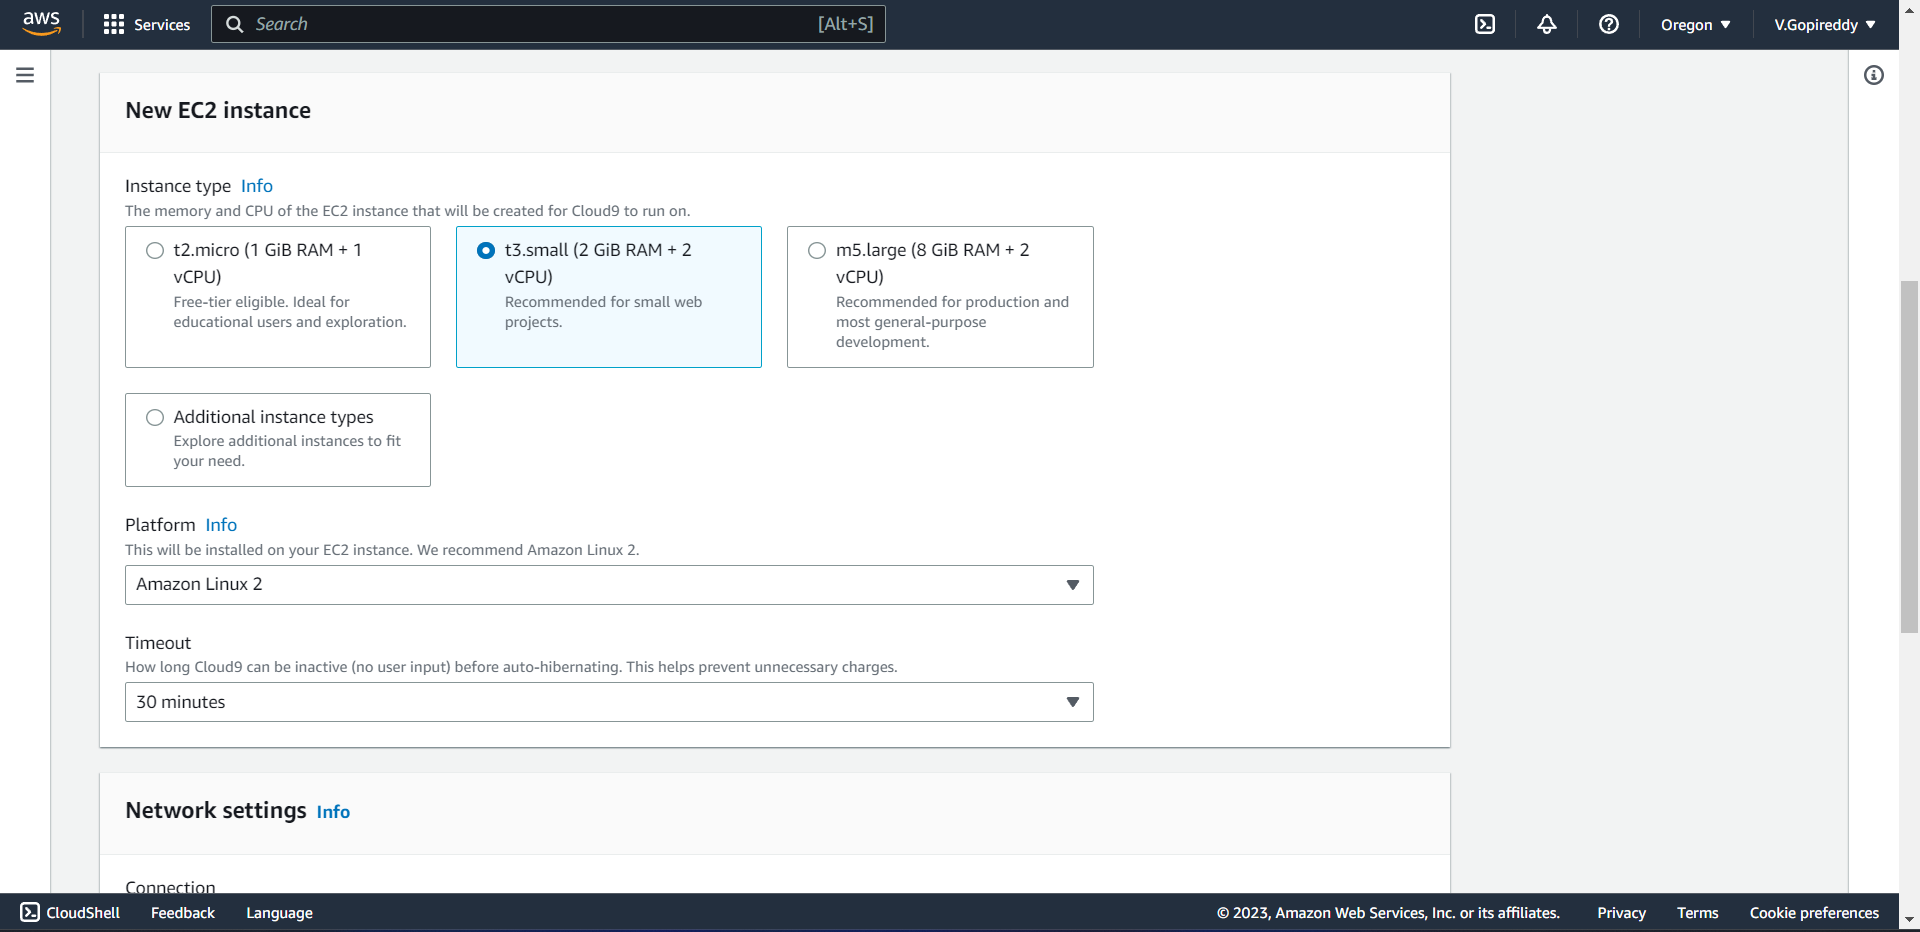 aws
Services
Search
[Alt+S]
Oregon
V.Gopireddy
New EC2 instance
Instance type Info
The memory and CPU of the EC2 instance that will be created for Cloud9 to run on.
t2.micro (1 GiB RAM + 1
vCPU)
Free-tier eligible. Ideal for
educational users and exploration.
t3.small (2 GiB RAM + 2
vCPU)
Recommended for small web
projects.
m5.large (8 GiB RAM + 2
vCPU)
Recommended for production and
most general-purpose
development.
Additional instance types
Explore additional instances to fit
your need.
Platform Info
This will be installed on your EC2 instance. We recommend Amazon Linux 2.
Amazon Linux 2
Timeout
How long Cloud9 can be inactive (no user input) before auto-hibernating. This helps prevent unnecessary charges.
30 minutes
Network settings Info
Connection
CloudShell
Feedback
Language
© 2023, Amazon Web Services, Inc. or its affiliates.
Privacy
Terms
Cookie preferences